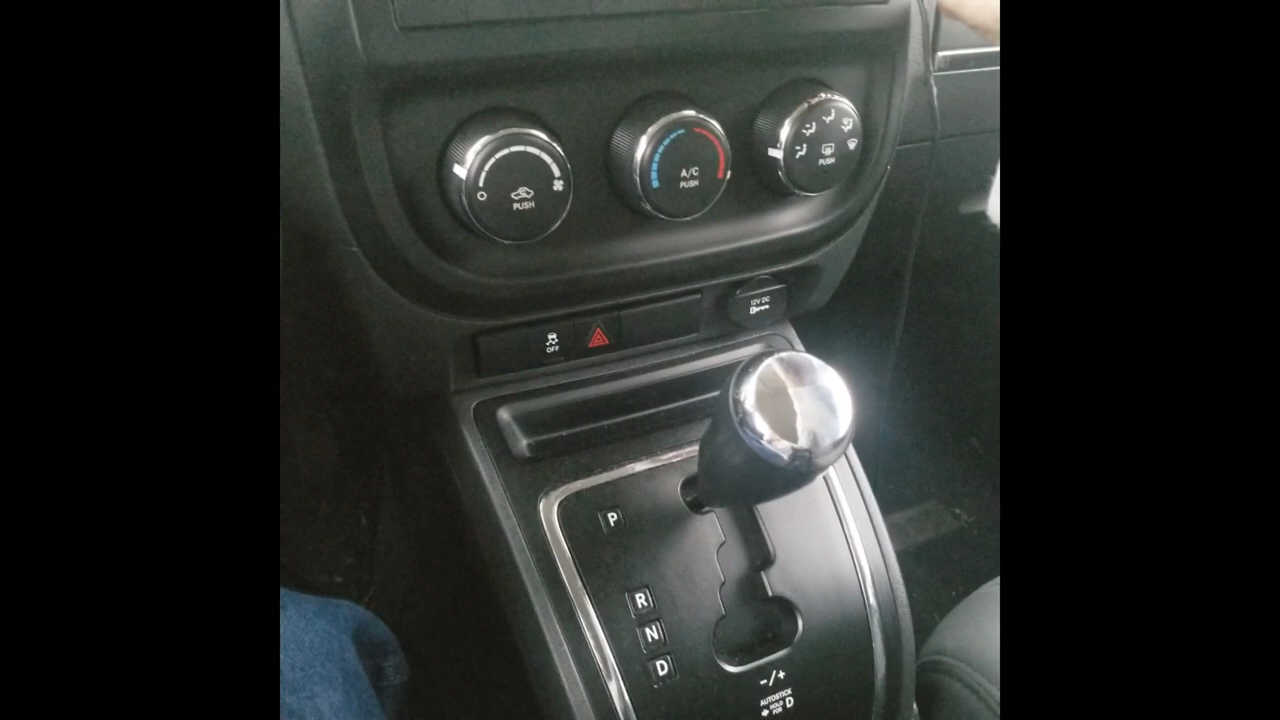 PUSH
A/C
PUSH
PUSH
OFF
12V DC
P
R
N
D
-/+
AUTOSTICK
HOLD
FOR D